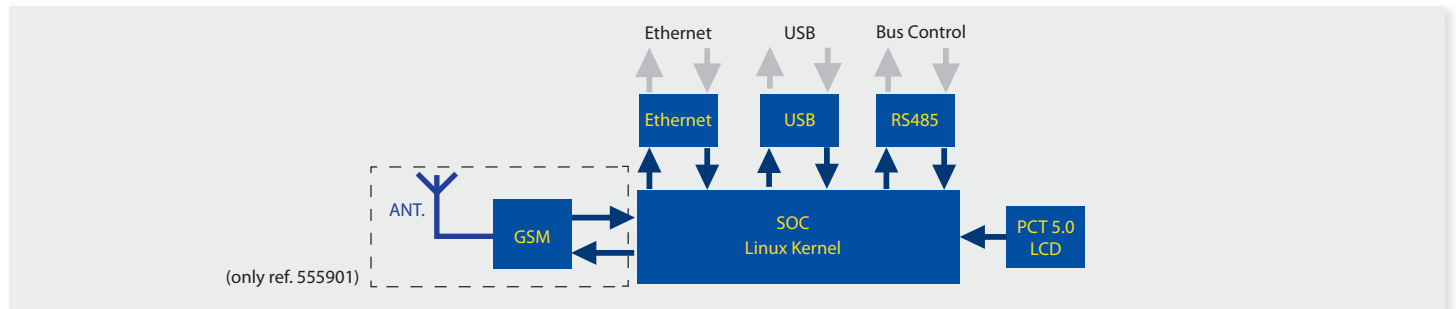 Ethernet
USB
Bus Control
Ethernet
USB
RS485
ANT.
GSM
SOC
Linux Kernel
PCT 5.0
LCD
(only ref. 555901)